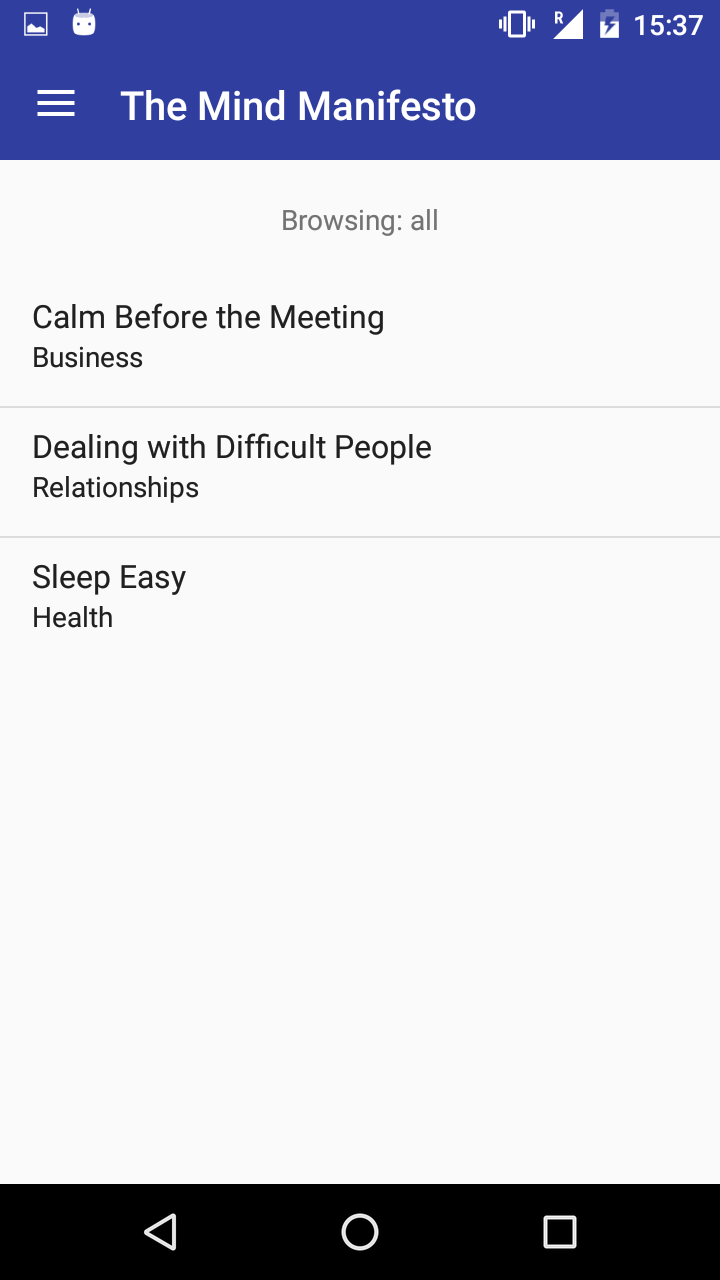 R 15:37
The Mind Manifesto
Browsing: all
Calm Before the Meeting
Business
Dealing with Difficult People
Relationships
Sleep Easy
Health